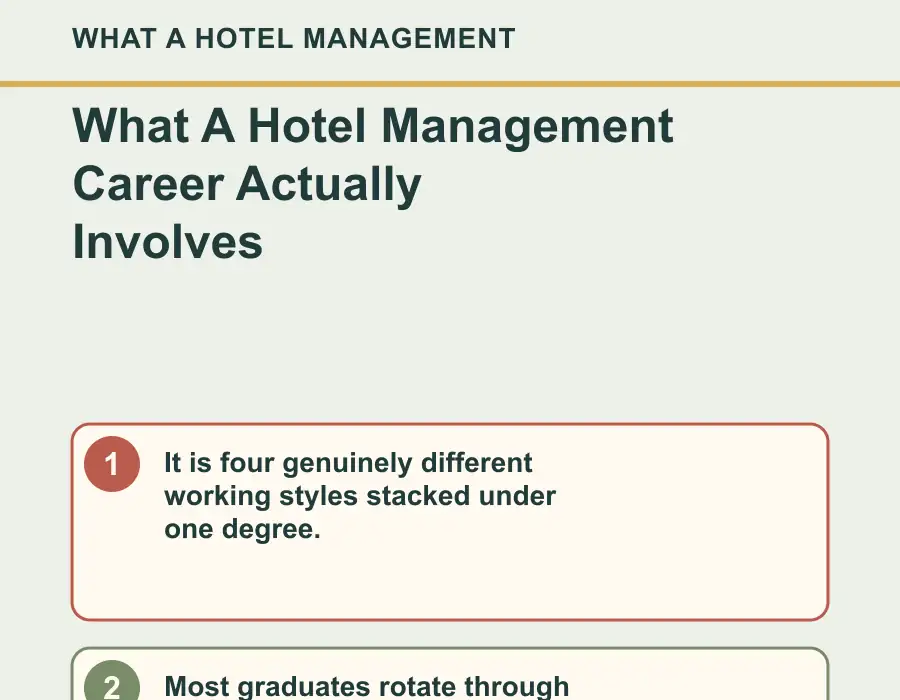 WHAT A HOTEL MANAGEMENT
What A Hotel Management
Career Actually
Involves
1
It is four genuinely different
working styles stacked under
one degree.
2
Most graduates rotate through